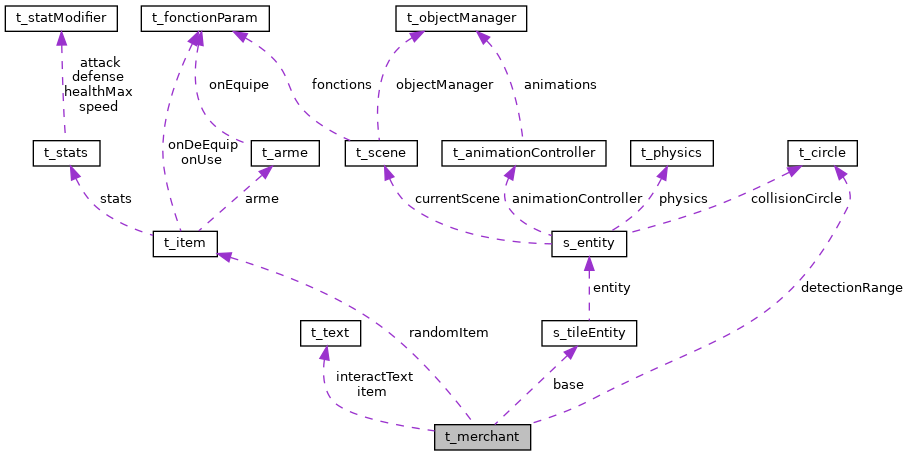 t_statModifier
t_fonctionParam
t_objectManager
attack
defense
healthMax
speed
onEquipe
fonctions
objectManager
animations
onDeEquip
onUse
t_stats
t_arme
t_scene
t_animationController
t_physics
t_circle
stats
arme
currentScene
animationController
physics
collisionCircle
t_item
s_entity
entity
detectionRange
t_text
randomItem
s_tileEntity
interactText
item
base
t_merchant